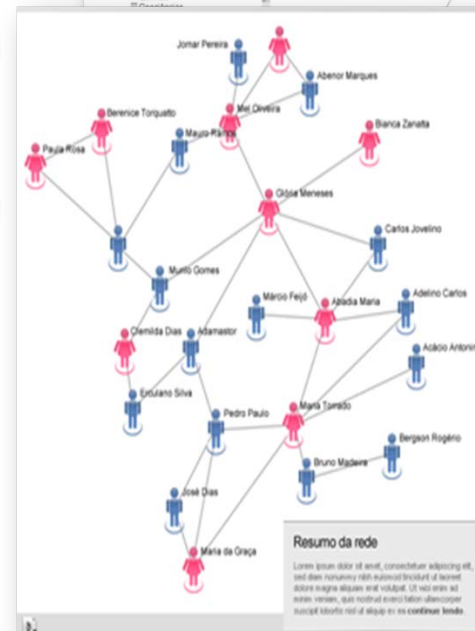 Jomar Pereira
Abenor Marques
Mel Oliveira
Berenice Torquatto
Bianca Zanatta
Mauro Ramos
Paula Rosa
Glória Meneses
Carlos Jovelino
Murilo Gomes
Adelino Carlos
Márcio Feijó
Abadia Maria
Clemilda Dias
Adamastor
Acácio Antonin
Erculano Silva
Maria Torrado
Pedro Paulo
Bergson Rogério
Bruno Madeira
José Dias
Maria da Graça
Resumo da rede
Lorem ipsum dolor sit amet, consectetuer adipiscing elit,
sed diam nonummy nibh euismod tincidunt ut laoreet
dolore magna aliquam erat volutpat. Ut wisi enim ad
minim veniam, quis nostrud exerci tation ullamcorper
suscipit lobortis nisl ut aliquip ex ea continue lendo.